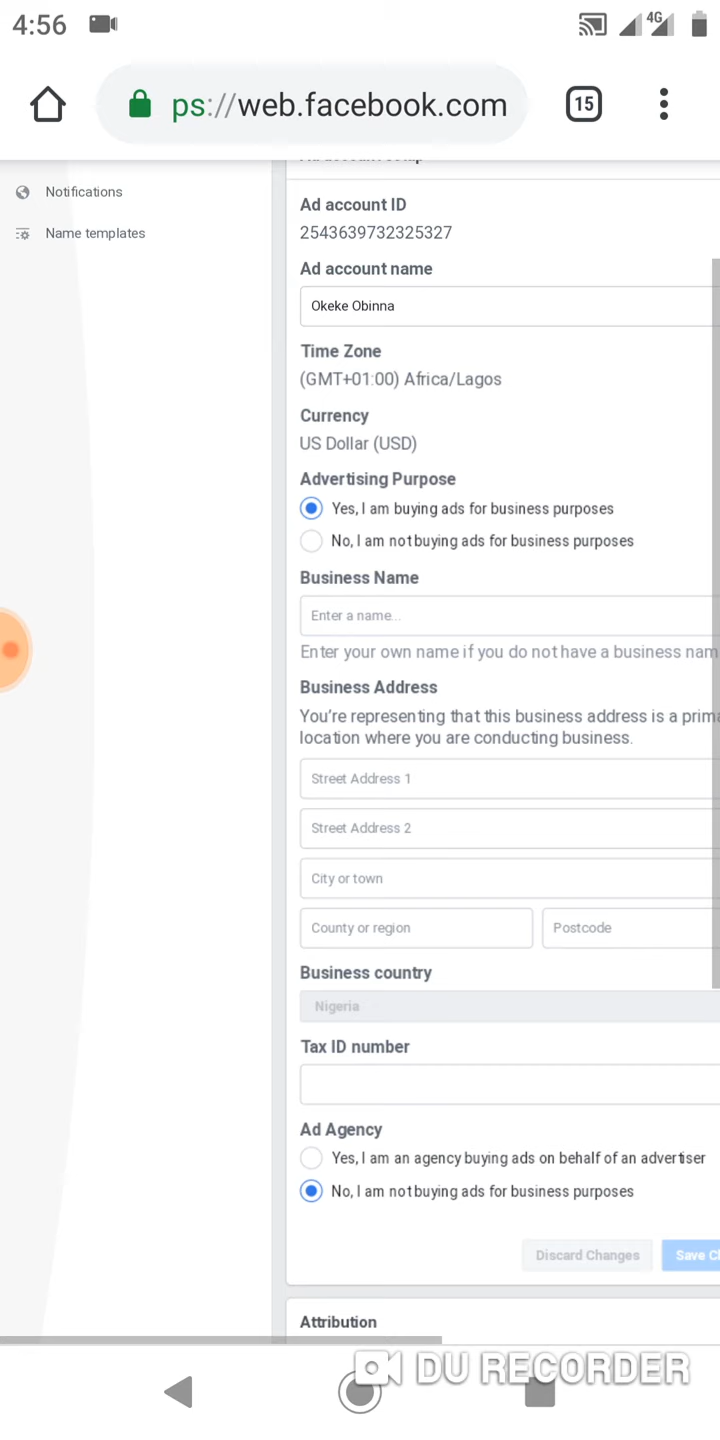 4:56
4G
ps://web.facebook.com
15
Notifications
Name templates
Ad account ID
2543639732325327
Ad account name
Okeke Obinna
Time Zone
(GMT+01:00) Africa/Lagos
Currency
US Dollar (USD)
Advertising Purpose
Yes, I am buying ads for business purposes
No, I am not buying ads for business purposes
Business Name
Enter a name...
Enter your own name if you do not have a business nam
Business Address
You're representing that this business address is a prima
location where you are conducting business.
Street Address 1
Street Address 2
City or town
County or region
Postcode
Business country
Nigeria
Tax ID number
Ad Agency
Yes, I am an agency buying ads on behalf of an advertiser
No, I am not buying ads for business purposes
Discard Changes
Save Cl
Attribution
DU RECORDER